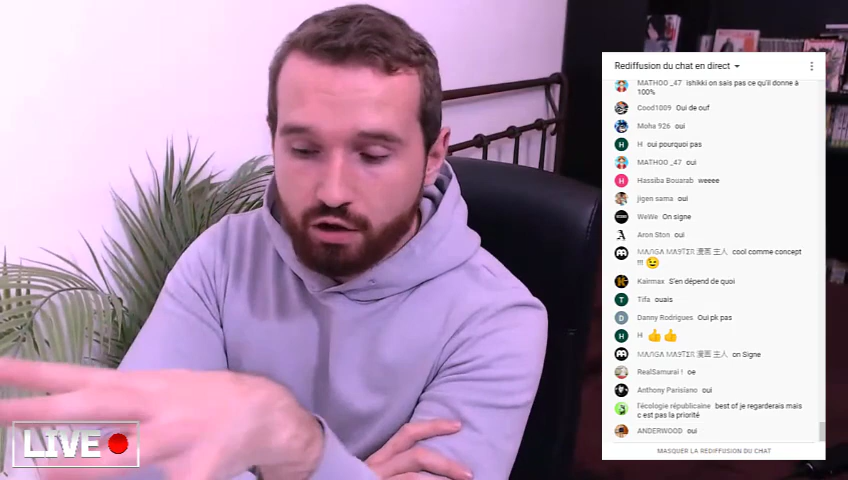 Rediffusion du chat en direct
MATHOO _47 ishikki on sais pas ce qu'il donne à
100%
Cood1009 Oui de ouf
Moha 926 oui
H oui pourquoi pas
MATHOO _47 oui
Hassiba Bouarab weeee
jigen sama oui
WeWe On signe
Aron Ston oui
MΛПGΛ MΛ9TΣЯ 漫画 主人 cool comme concept
!!! 😉
Kairmax S'en dépend de quoi
Tifa ouais
Danny Rodrigues Oui pk pas
H 👍👍
MΛПGΛ MΛ9TΣЯ 漫画 主人 on Signe
RealSamurai ! oe
Anthony Parisiano oui
l'écologie républicaine best of je regarderais mais
c est pas la priorité
ANDERWOOD oui
MASQUER LA REDIFFUSION DU CHAT
LIVE